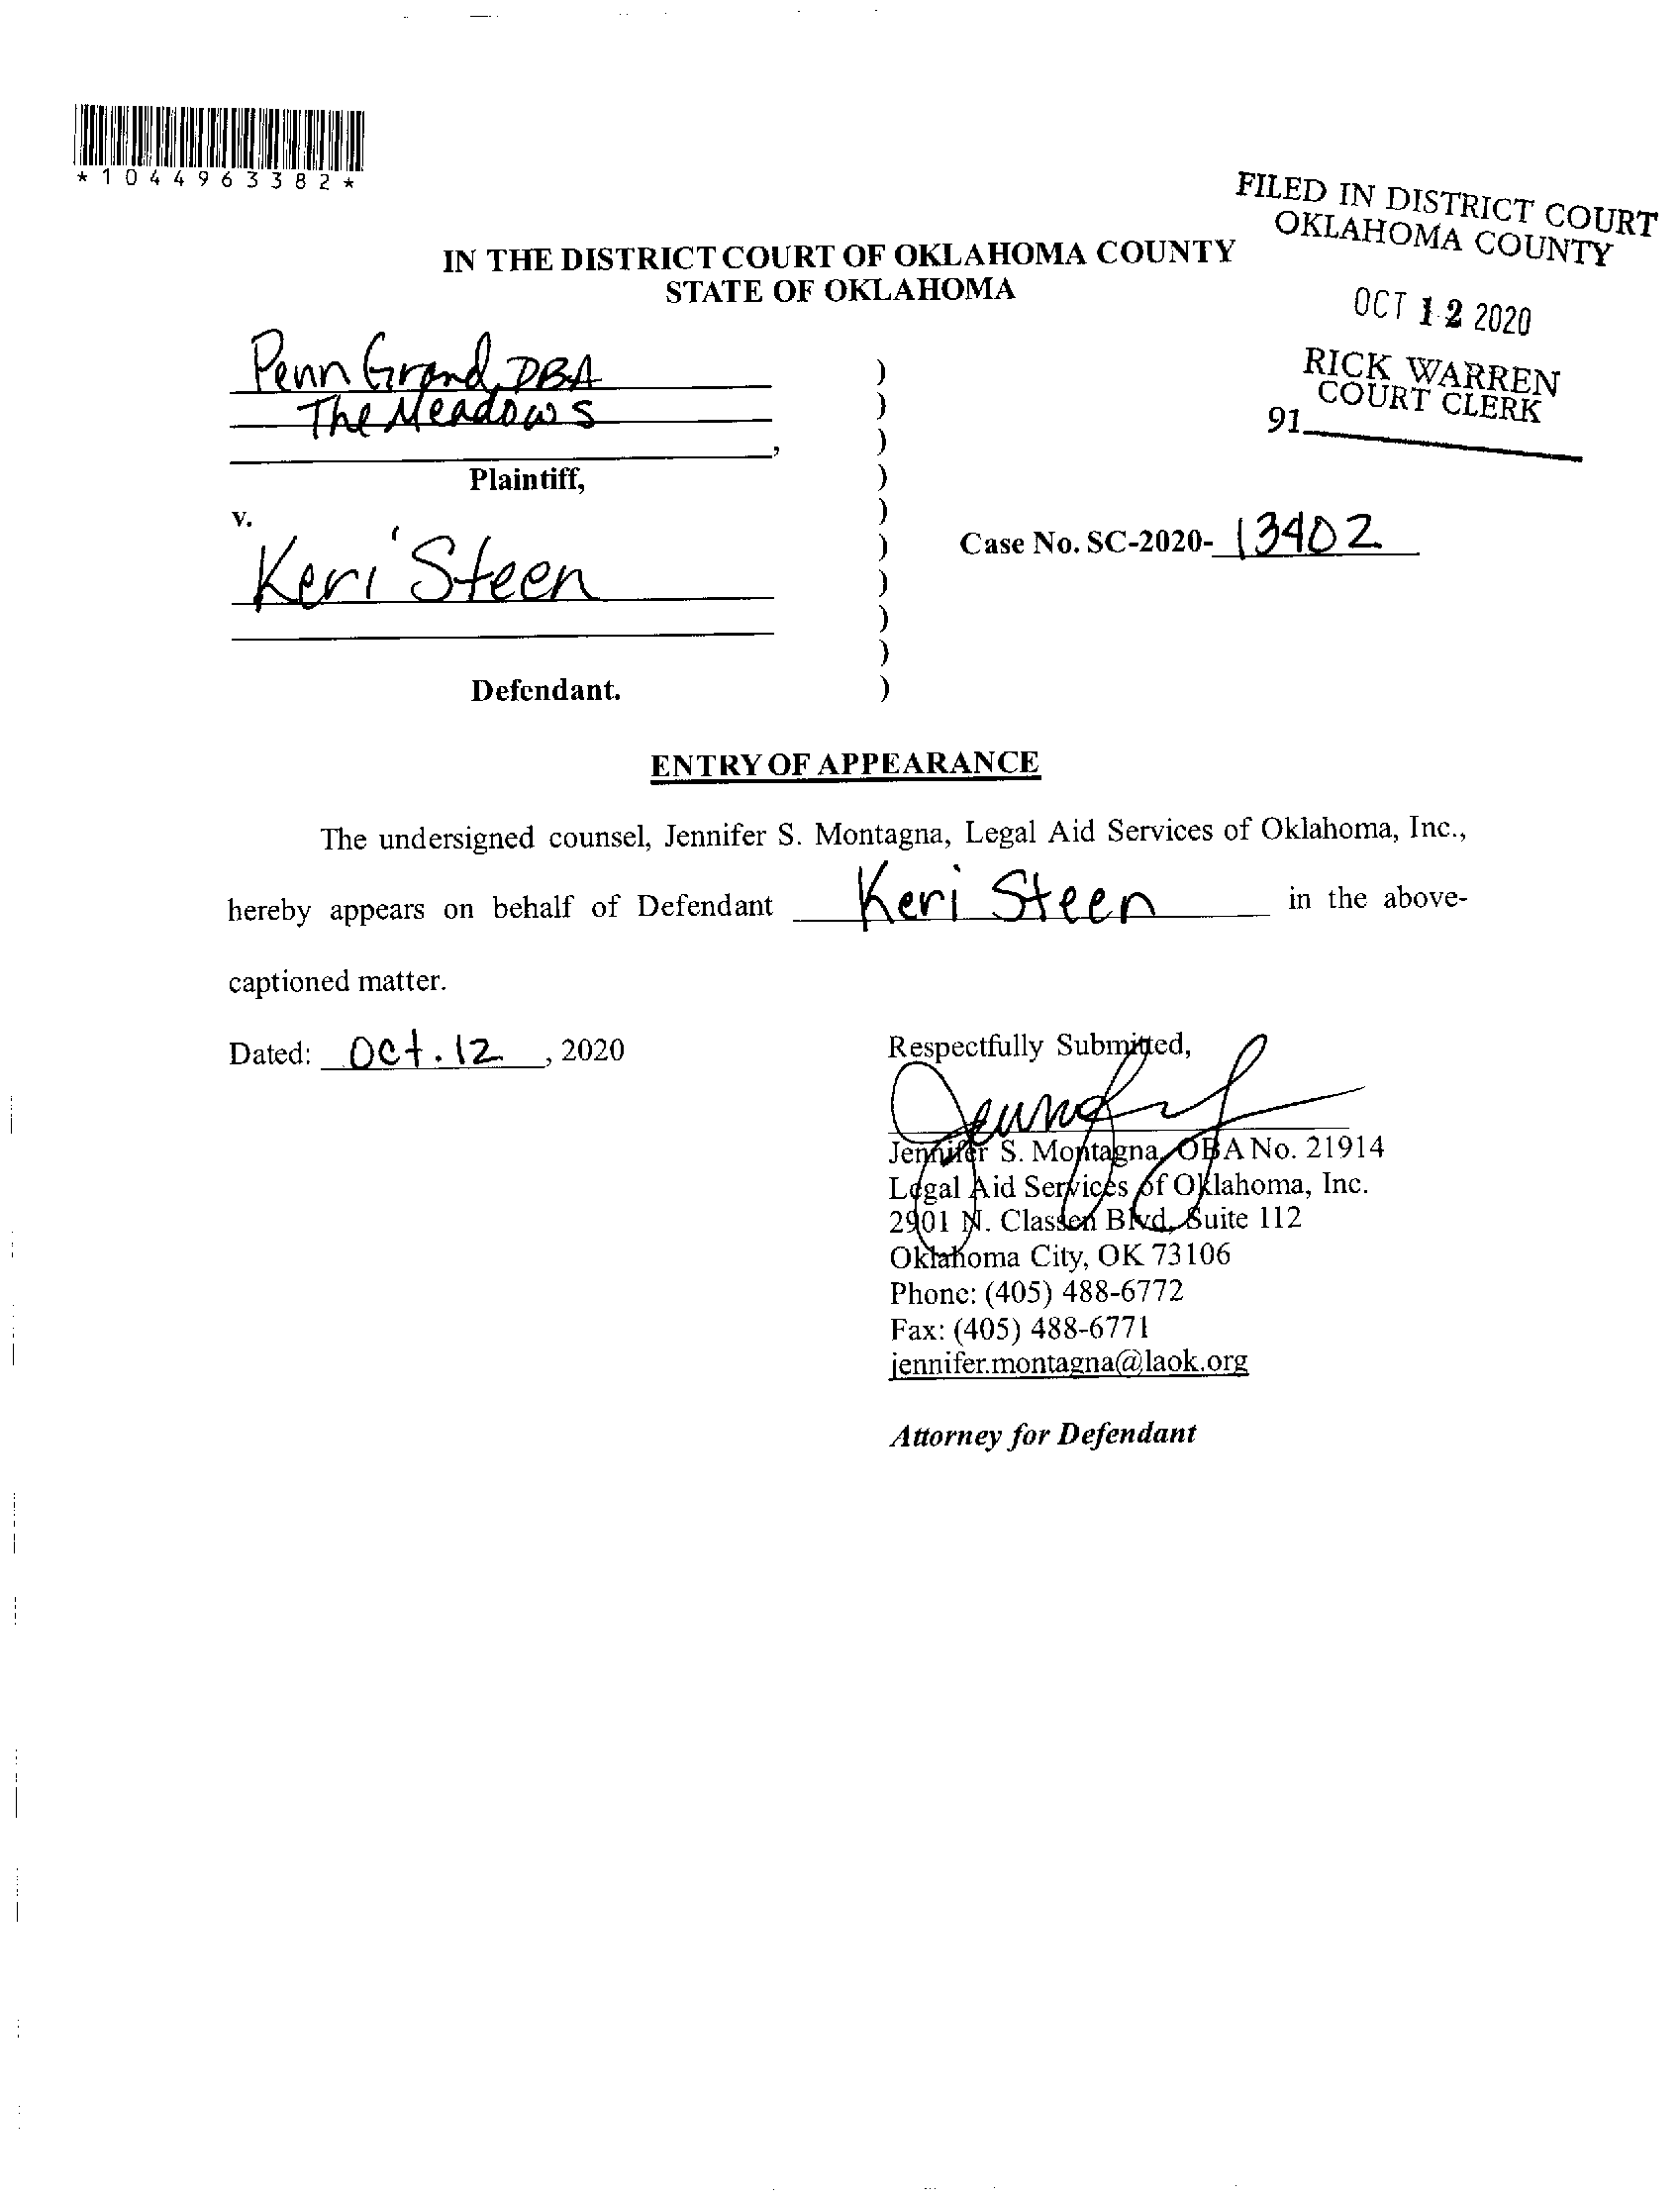 *1044963382*
FILED IN DISTRICT COURT
OKLAHOMA COUNTY
OCT 12 2020
RICK WARREN
COURT CLERK
91
IN THE DISTRICT COURT OF OKLAHOMA COUNTY
STATE OF OKLAHOMA
Penn Grand, DBA )
The Meadows )
, )
Plaintiff, )
v. )
Case No. SC-2020- 13402 )
Keri Steen )
)
)
Defendant. )
ENTRY OF APPEARANCE
The undersigned counsel, Jennifer S. Montagna, Legal Aid Services of Oklahoma, Inc.,
hereby appears on behalf of Defendant Keri Steen in the above-
captioned matter.
Dated: Oct. 12, 2020
Respectfully Submitted,
Jennifer S. Montagna, OBA No. 21914
Legal Aid Services of Oklahoma, Inc.
2901 N. Classen Blvd, Suite 112
Oklahoma City, OK 73106
Phone: (405) 488-6772
Fax: (405) 488-6771
jennifer.montagna@laok.org
Attorney for Defendant